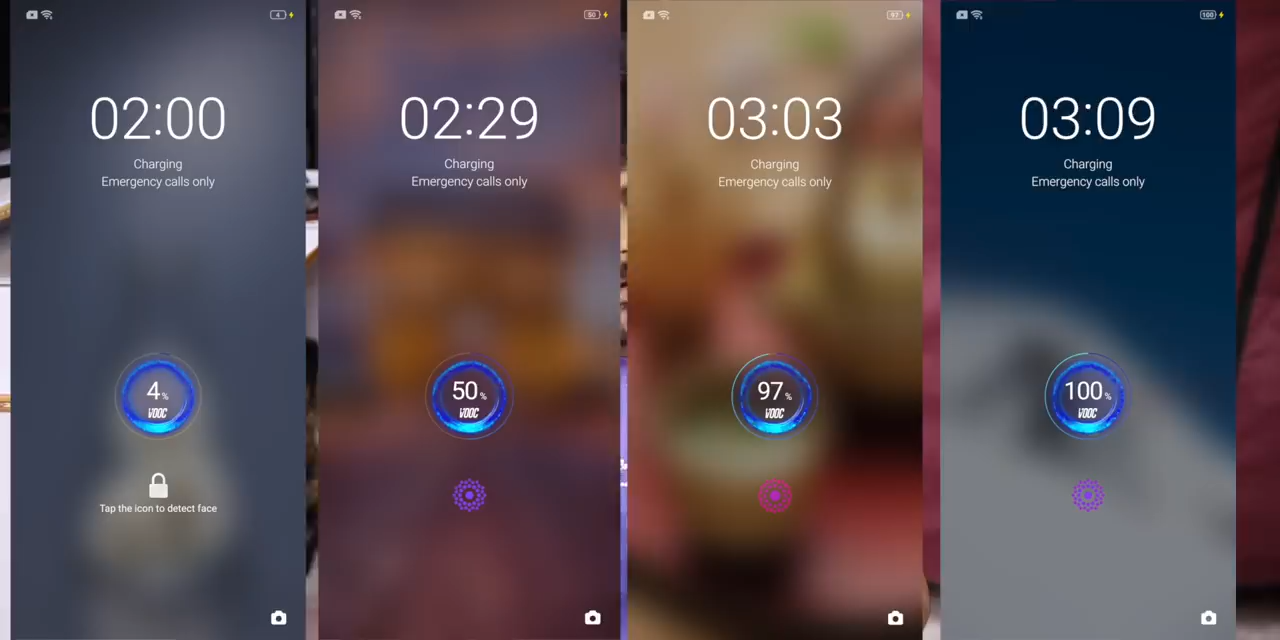 4
02:00
Charging
Emergency calls only
4%
VOOC
Tap the icon to detect face
50
02:29
Charging
Emergency calls only
50%
VOOC
97
03:03
Charging
Emergency calls only
97%
VOOC
100
03:09
Charging
Emergency calls only
100%
VOOC